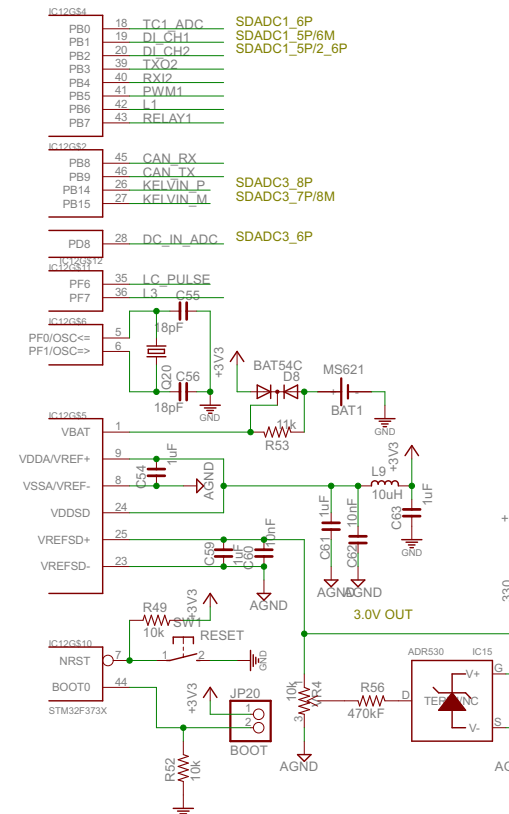 IC12G$4
PB0 18 TC1_ADC SDADC1_6P
PB1 19 DI_CH1 SDADC1_5P/6M
PB2 20 DI_CH2 SDADC1_5P/2_6P
PB3 39 TXO2
PB4 40 RXI2
PB5 41 PWM1
PB6 42 L1
PB7 43 RELAY1
IC12G$2
PB8 45 CAN_RX
PB9 46 CAN_TX
PB14 26 KELVIN_P SDADC3_8P
PB15 27 KELVIN_M SDADC3_7P/8M
PD8 28 DC_IN_ADC SDADC3_6P
IC12G$12
IC12G$11
PF6 35 LC_PULSE
PF7 36 L3
C55
18pF
IC12G$6
PF0/OSC<= 5
PF1/OSC=> 6
Q20
C56
18pF
GND
+3V3
BAT54C
D8
MS621
BAT1
GND
11k
R53
IC12G$5
VBAT 1
VDDA/VREF+ 9
VSSA/VREF- 8
VDDSD 24
VREFSD+ 25
VREFSD- 23
C54
1uF
AGND
+3V3
L9
10uH
C63
1uF
GND
C61
1uF
C62
10nF
AGND
AGND
C59
1uF
C60
10nF
AGND
3.0V OUT
+
330
R49
10k
+3V3
SW1
RESET
1 2
GND
IC12G$10
NRST 7
BOOT0 44
STM32F373X
+3V3
JP20
1
2
BOOT
R52
10k
10k
3
AGND
R56
470kF
ADR530 IC15
V+ G
D
V- S